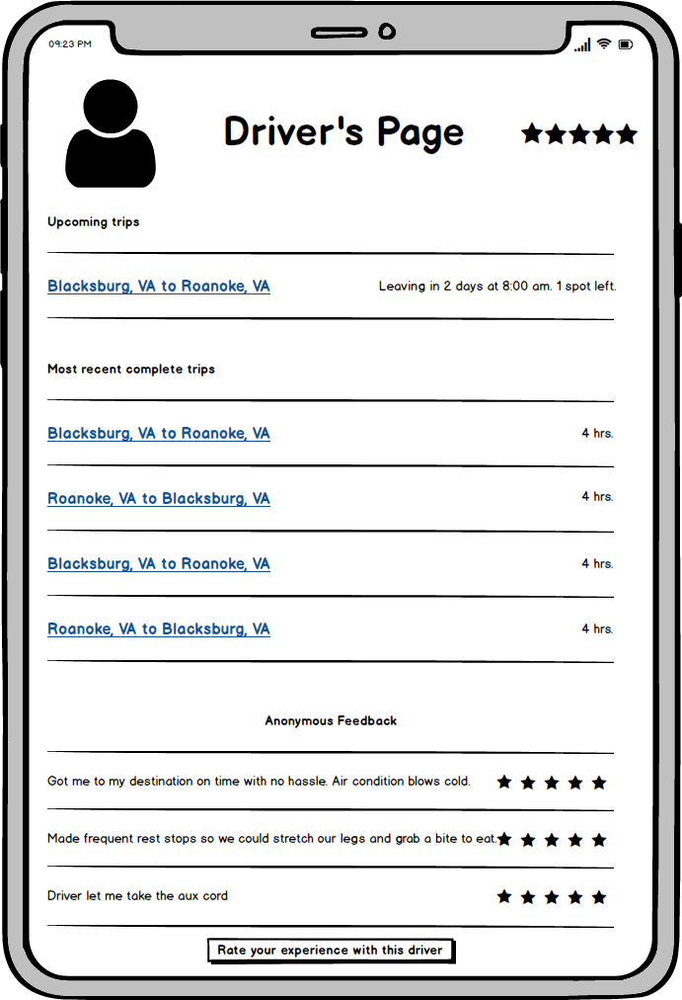 09:23 PM
Driver's Page
Upcoming trips
Blacksburg, VA to Roanoke, VA Leaving in 2 days at 8:00 am. 1 spot left.
Most recent complete trips
Blacksburg, VA to Roanoke, VA 4 hrs.
Roanoke, VA to Blacksburg, VA 4 hrs.
Blacksburg, VA to Roanoke, VA 4 hrs.
Roanoke, VA to Blacksburg, VA 4 hrs.
Anonymous Feedback
Got me to my destination on time with no hassle. Air condition blows cold.
Made frequent rest stops so we could stretch our legs and grab a bite to eat.
Driver let me take the aux cord
Rate your experience with this driver